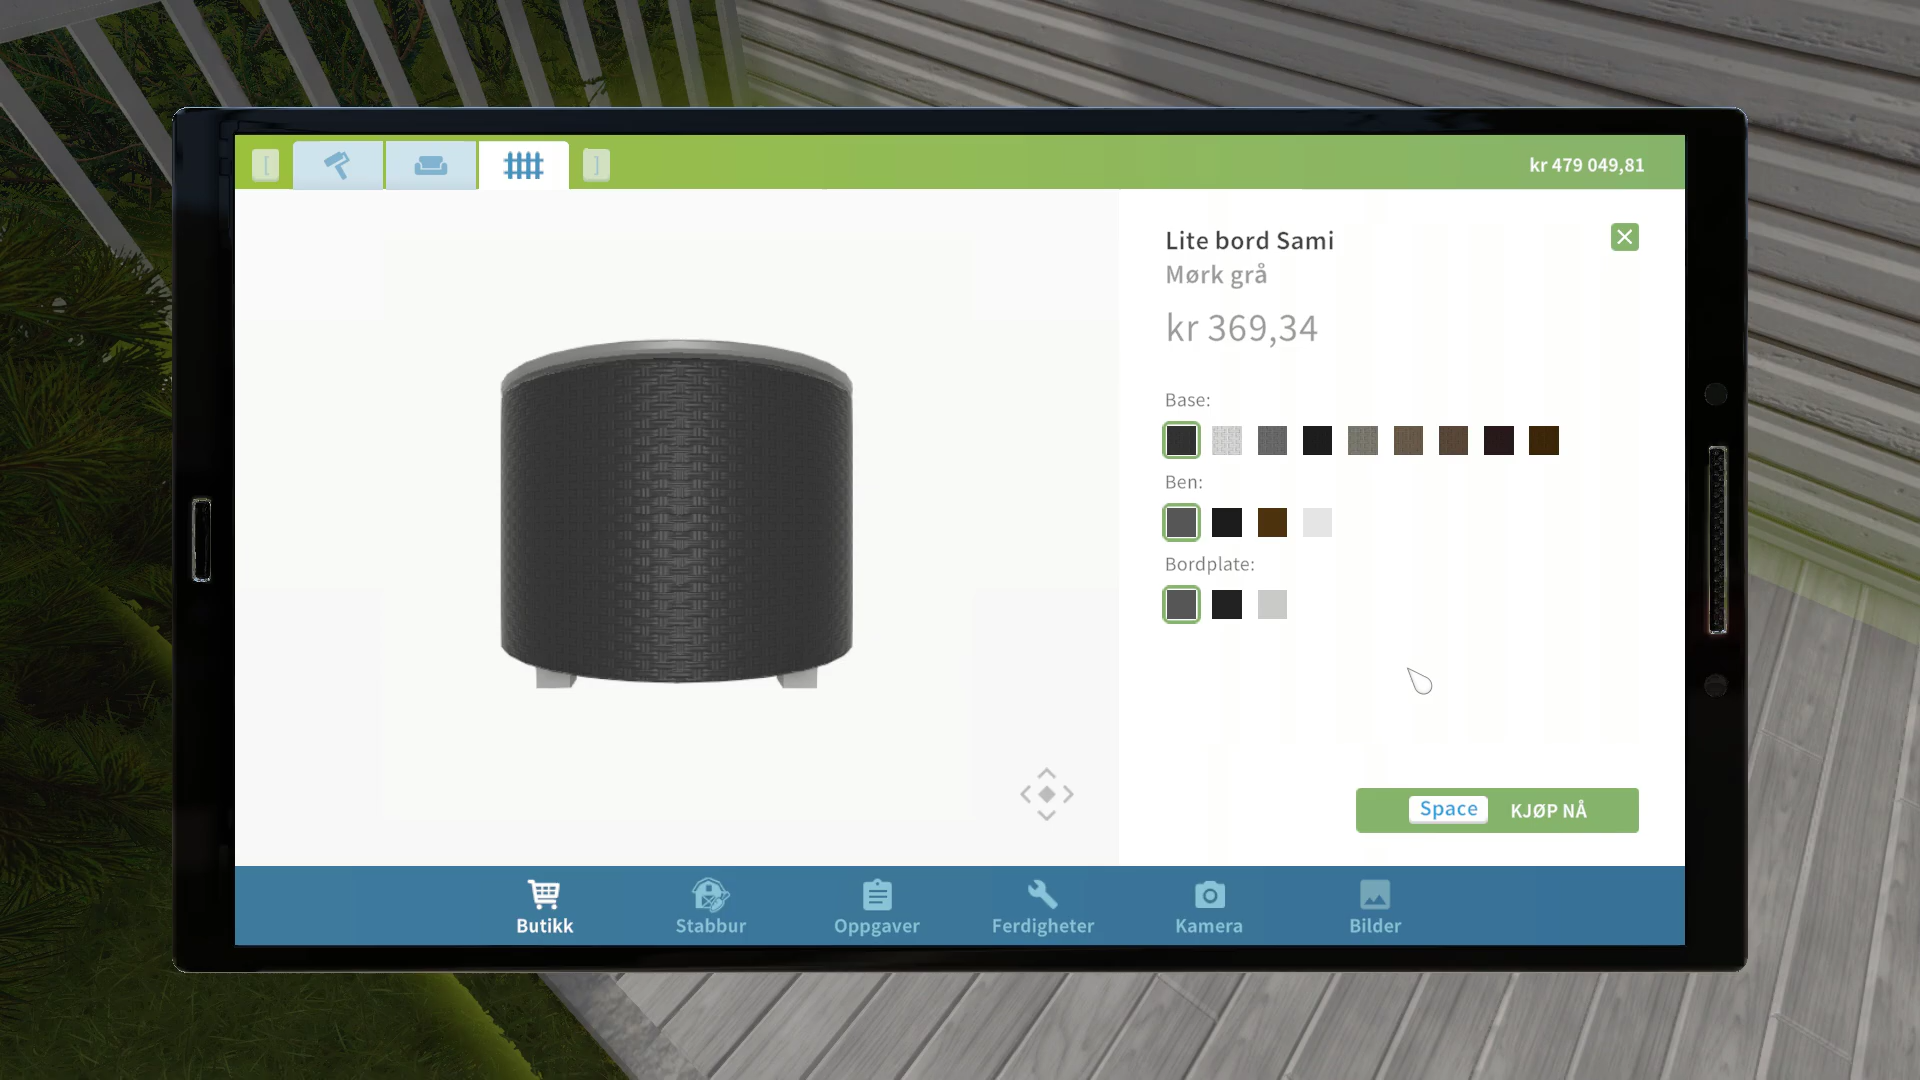 [
]
kr 479 049,81
Lite bord Sami
Mørk grå
kr 369,34
Base:
Ben:
Bordplate:
Space KJØP NÅ
Butikk
Stabbur
Oppgaver
Ferdigheter
Kamera
Bilder